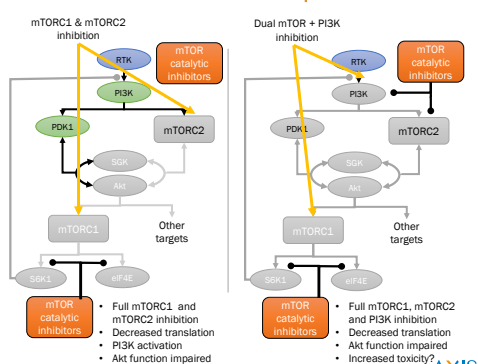 mTORC1 & mTORC2
inhibition
RTK
mTOR
catalytic
inhibitors
PI3K
PDK1
mTORC2
SGK
Akt
mTORC1
Other
targets
S6K1
eIF4E
mTOR
catalytic
inhibitors
• Full mTORC1 and
mTORC2 inhibition
• Decreased translation
• PI3K activation
• Akt function impaired
Dual mTOR + PI3K
inhibition
RTK
mTOR
catalytic
inhibitors
PI3K
PDK1
mTORC2
SGK
Akt
mTORC1
Other
targets
S6K1
eIF4E
mTOR
catalytic
inhibitors
• Full mTORC1, mTORC2
and PI3K inhibition
• Decreased translation
• Akt function impaired
• Increased toxicity?